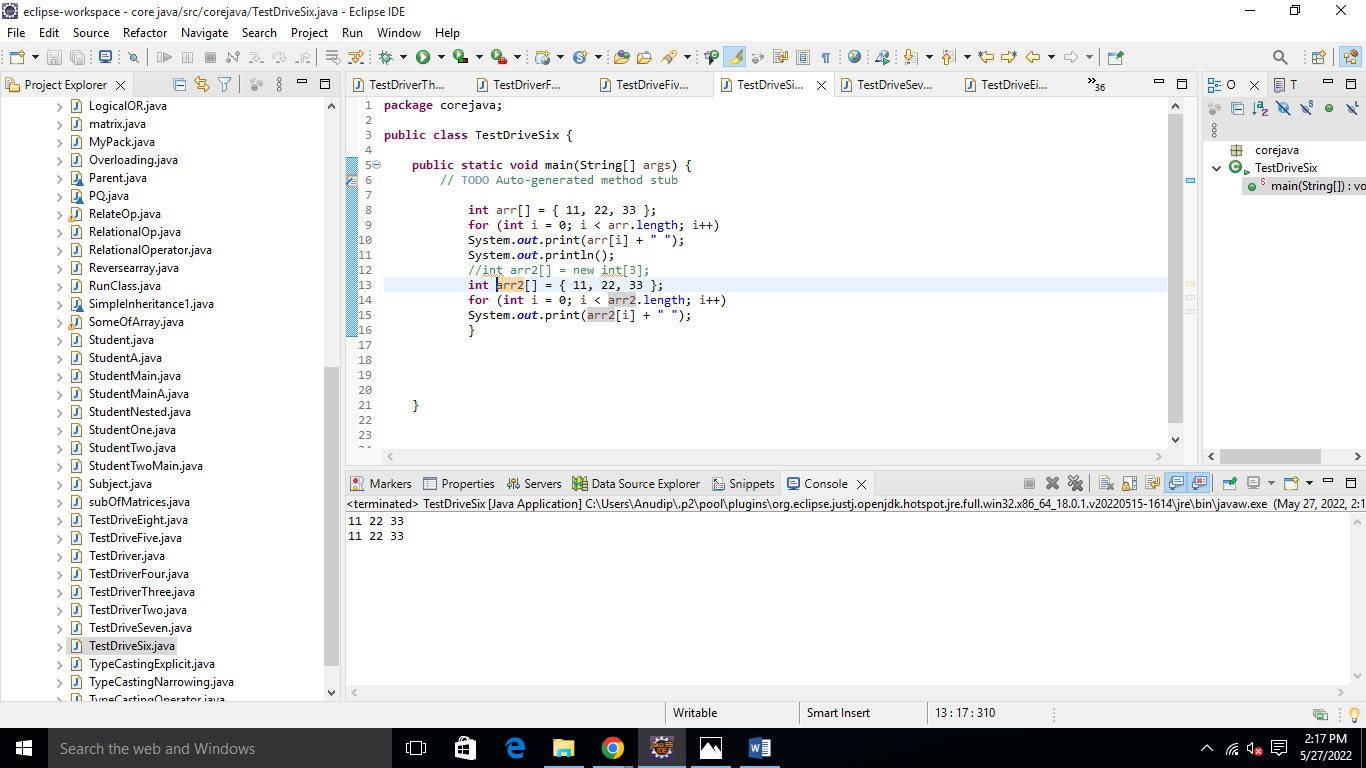 eclipse-workspace - core java/src/corejava/TestDriveSix.java - Eclipse IDE
File Edit Source Refactor Navigate Search Project Run Window Help
Project Explorer
LogicalOR.java
matrix.java
MyPack.java
Overloading.java
Parent.java
PQ.java
RelateOp.java
RelationalOp.java
RelationalOperator.java
Reversearray.java
RunClass.java
SimpleInheritance1.java
SomeOfArray.java
Student.java
StudentA.java
StudentMain.java
StudentMainA.java
StudentNested.java
StudentOne.java
StudentTwo.java
StudentTwoMain.java
Subject.java
subOfMatrices.java
TestDriveEight.java
TestDriveFive.java
TestDriver.java
TestDriverFour.java
TestDriverThree.java
TestDriverTwo.java
TestDriveSeven.java
TestDriveSix.java
TypeCastingExplicit.java
TypeCastingNarrowing.java
TypeCastingOperator.java
TestDriverTh... TestDriverF... TestDriveFiv... TestDriveSi... TestDriveSev... TestDriveEi... »36
1 package corejava;
2
3 public class TestDriveSix {
4
5 public static void main(String[] args) {
6 // TODO Auto-generated method stub
7
8 int arr[] = { 11, 22, 33 };
9 for (int i = 0; i < arr.length; i++)
10 System.out.print(arr[i] + " ");
11 System.out.println();
12 //int arr2[] = new int[3];
13 int arr2[] = { 11, 22, 33 };
14 for (int i = 0; i < arr2.length; i++)
15 System.out.print(arr2[i] + " ");
16 }
17
18
19
20
21 }
22
23
O T
corejava
TestDriveSix
main(String[]) : vo
Markers Properties Servers Data Source Explorer Snippets Console
<terminated> TestDriveSix [Java Application] C:\Users\Anudip\.p2\pool\plugins\org.eclipse.justj.openjdk.hotspot.jre.full.win32.x86_64_18.0.1.v20220515-1614\jre\bin\javaw.exe (May 27, 2022, 2:1
11 22 33
11 22 33
Writable Smart Insert 13 : 17 : 310
Search the web and Windows
2:17 PM
5/27/2022